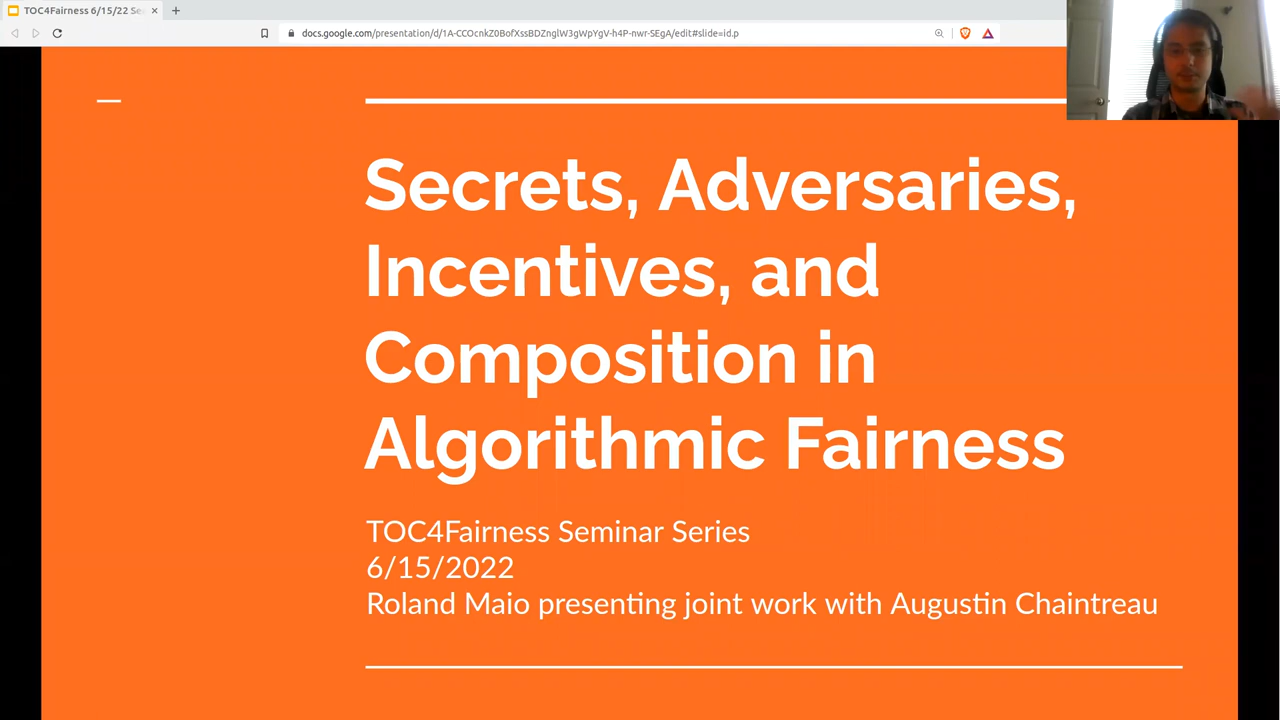 TOC4Fairness 6/15/22 Se
docs.google.com/presentation/d/1A-CCOcnkZ0BofXssBDZnglW3gWpYgV-h4P-nwr-SEgA/edit#slide=id.p
Secrets, Adversaries,
Incentives, and
Composition in
Algorithmic Fairness
TOC4Fairness Seminar Series
6/15/2022
Roland Maio presenting joint work with Augustin Chaintreau